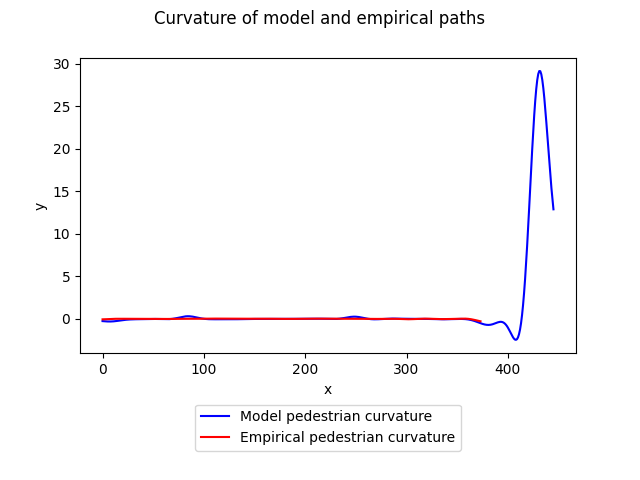 Curvature of model and empirical paths
30
25
20
15
10
5
0
y
0 100 200 300 400
x
Model pedestrian curvature
Empirical pedestrian curvature